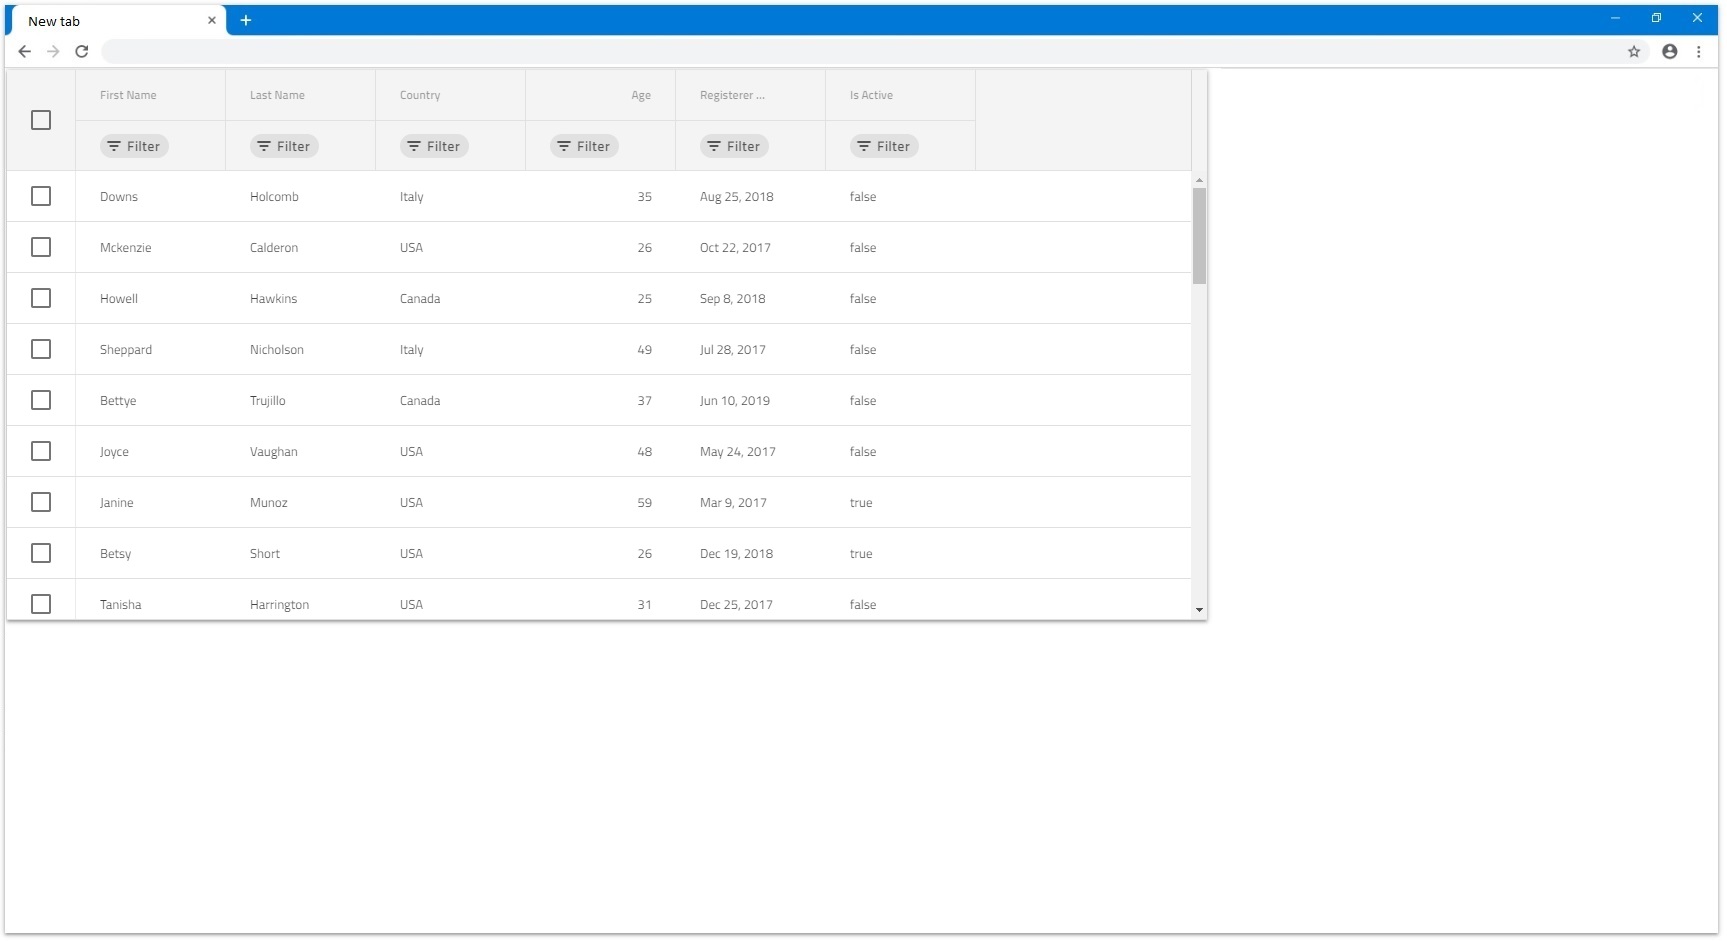 New tab
First Name Last Name Country Age Registerer ... Is Active
Filter Filter Filter Filter Filter Filter
Downs Holcomb Italy 35 Aug 25, 2018 false
Mckenzie Calderon USA 26 Oct 22, 2017 false
Howell Hawkins Canada 25 Sep 8, 2018 false
Sheppard Nicholson Italy 49 Jul 28, 2017 false
Bettye Trujillo Canada 37 Jun 10, 2019 false
Joyce Vaughan USA 48 May 24, 2017 false
Janine Munoz USA 59 Mar 9, 2017 true
Betsy Short USA 26 Dec 19, 2018 true
Tanisha Harrington USA 31 Dec 25, 2017 false